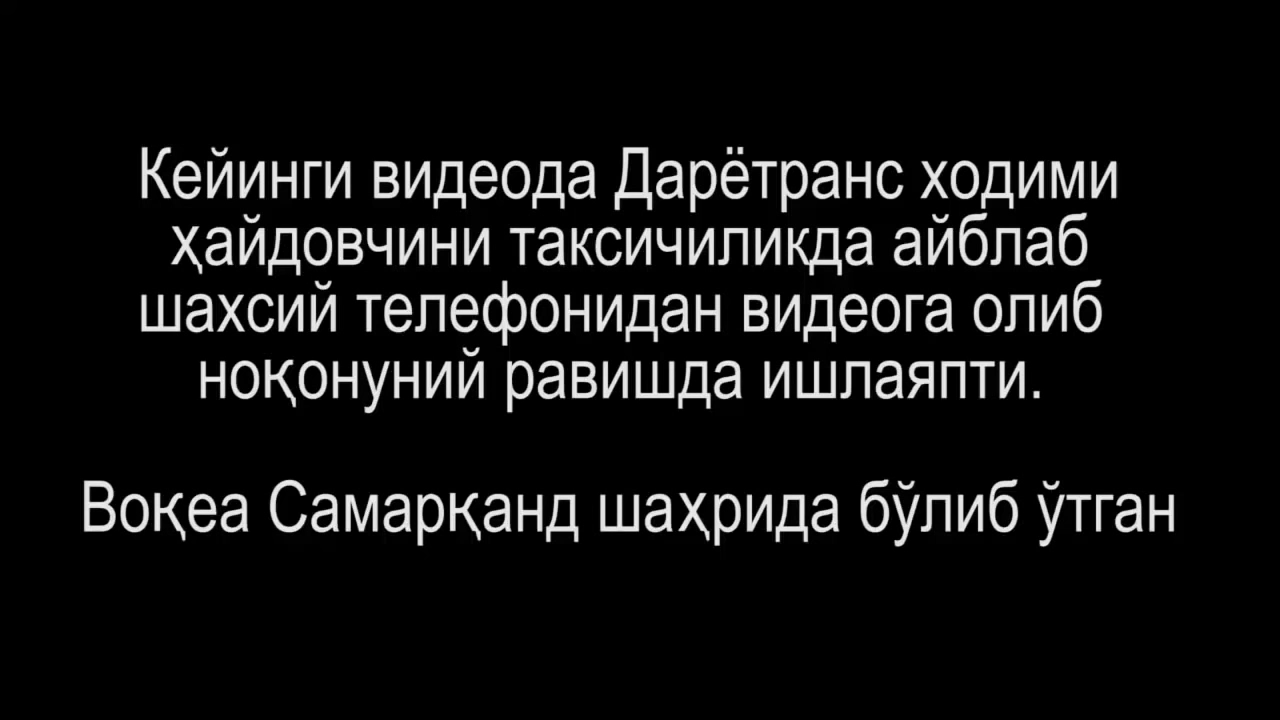 Кейинги видеода Дарётранс ходими
ҳайдовчини таксичиликда айблаб
шахсий телефонидан видеога олиб
ноқонуний равишда ишлаяпти.
Воқеа Самарқанд шаҳрида бўлиб ўтган